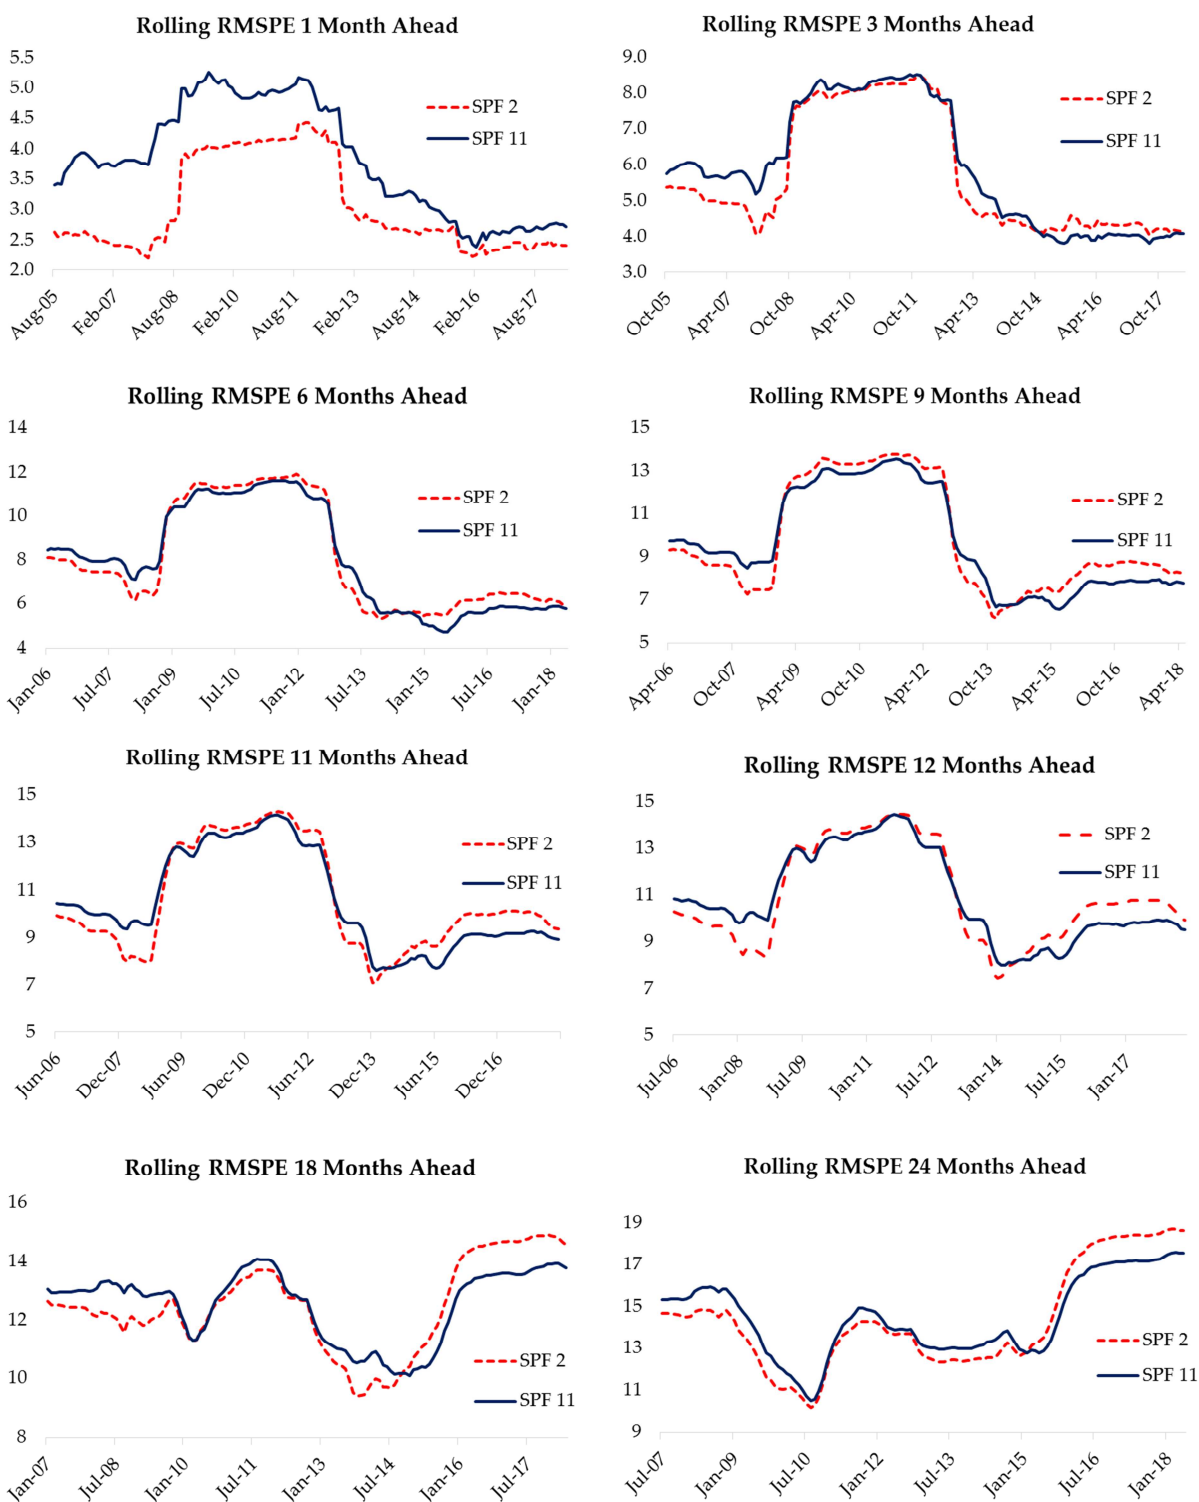 Rolling RMSPE 1 Month Ahead
5.5
5.0
4.5
4.0
3.5
3.0
2.5
2.0
SPF 2
SPF 11
Aug-05
Feb-07
Aug-08
Feb-10
Aug-11
Feb-13
Aug-14
Feb-16
Aug-17
Rolling RMSPE 3 Months Ahead
9.0
8.0
7.0
6.0
5.0
4.0
3.0
SPF 2
SPF 11
Oct-05
Apr-07
Oct-08
Apr-10
Oct-11
Apr-13
Oct-14
Apr-16
Oct-17
Rolling RMSPE 6 Months Ahead
14
12
10
8
6
4
SPF 2
SPF 11
Jan-06
Jul-07
Jan-09
Jul-10
Jan-12
Jul-13
Jan-15
Jul-16
Jan-18
Rolling RMSPE 9 Months Ahead
15
13
11
9
7
5
SPF 2
SPF 11
Apr-06
Oct-07
Apr-09
Oct-10
Apr-12
Oct-13
Apr-15
Oct-16
Apr-18
Rolling RMSPE 11 Months Ahead
15
13
11
9
7
5
SPF 2
SPF 11
Jun-06
Dec-07
Jun-09
Dec-10
Jun-12
Dec-13
Jun-15
Dec-16
Rolling RMSPE 12 Months Ahead
15
13
11
9
7
5
SPF 2
SPF 11
Jul-06
Jan-08
Jul-09
Jan-11
Jul-12
Jan-14
Jul-15
Jan-17
Rolling RMSPE 18 Months Ahead
16
14
12
10
8
SPF 2
SPF 11
Jan-07
Jul-08
Jan-10
Jul-11
Jan-13
Jul-14
Jan-16
Jul-17
Rolling RMSPE 24 Months Ahead
19
17
15
13
11
9
SPF 2
SPF 11
Jul-07
Jan-09
Jul-10
Jan-12
Jul-13
Jan-15
Jul-16
Jan-18